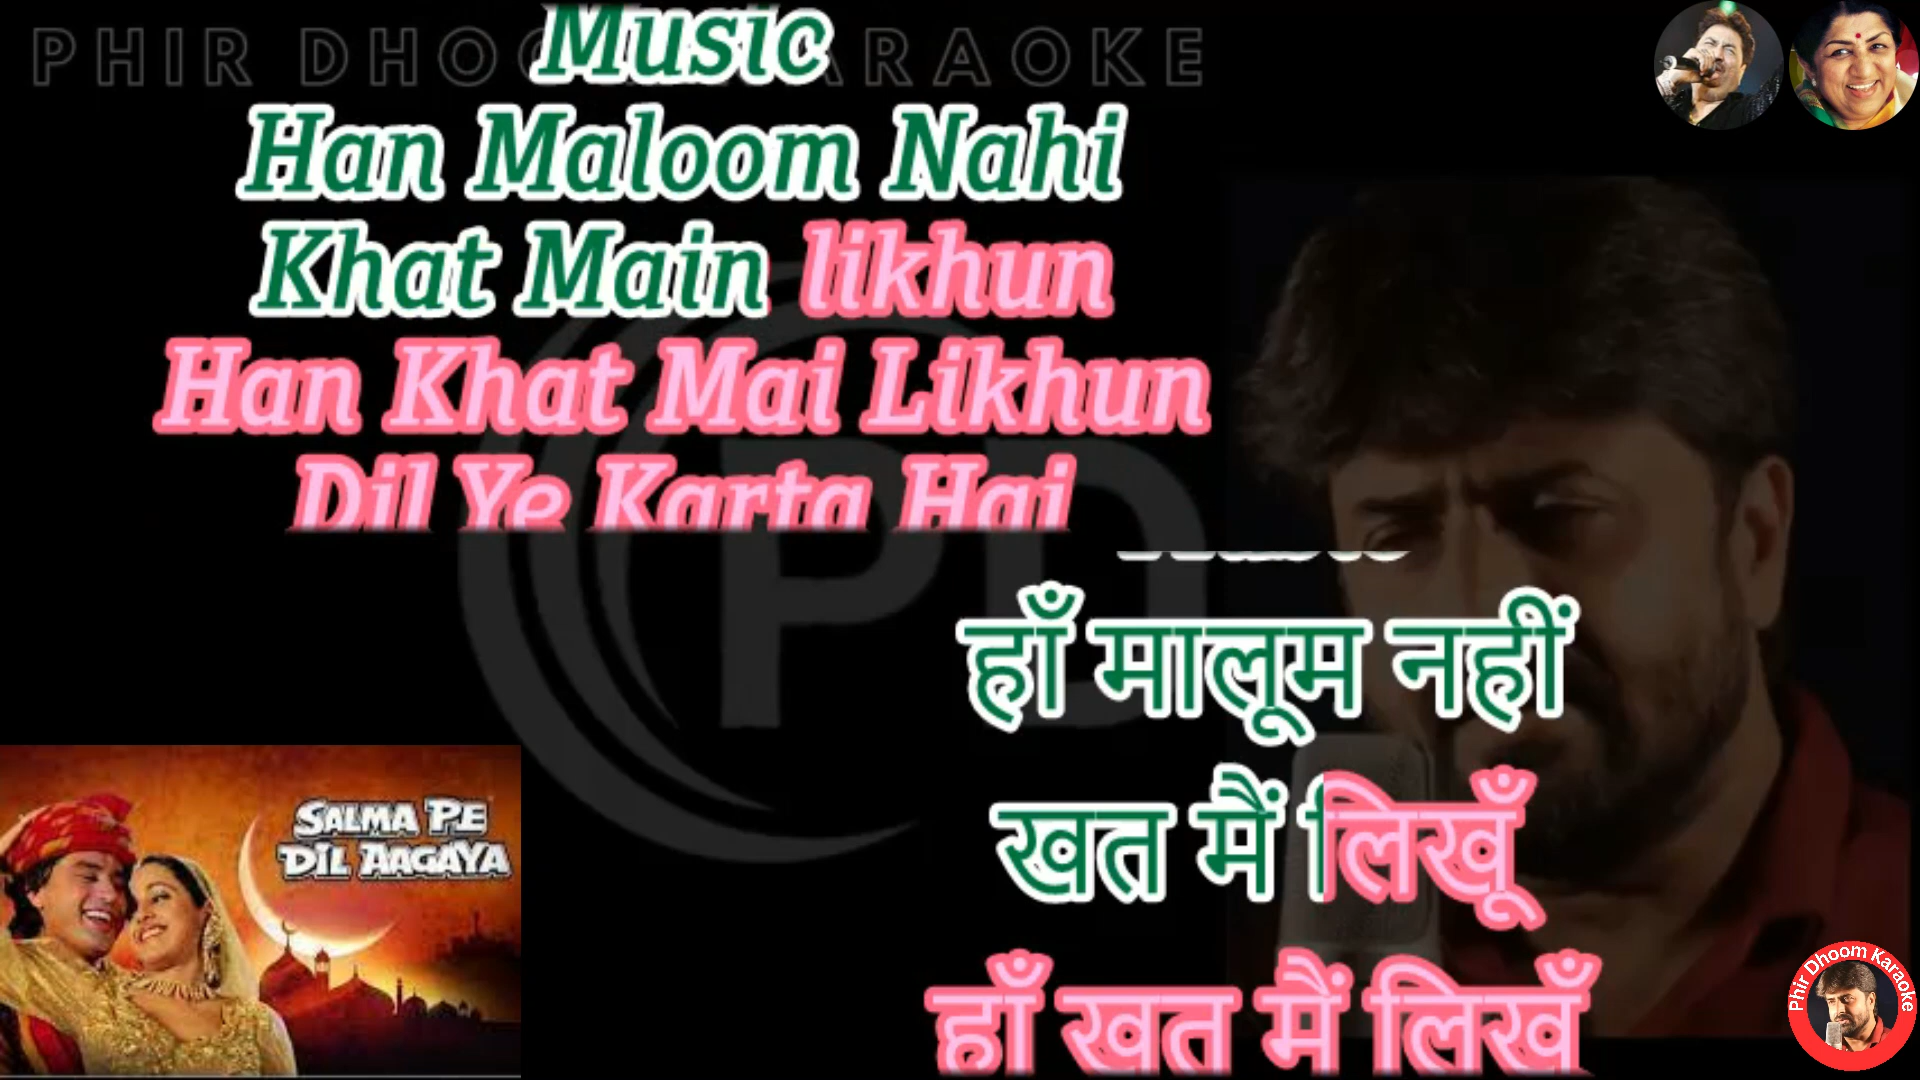 PHIR DHOOM KARAOKE
Music
Han Maloom Nahi
Khat Main likhun
Han Khat Mai Likhun
Dil Ye Karta Hai
हाँ मालूम नहीं
खत मैं लिखूँ
हाँ खत मैं लिखूँ
SALMA PE
DIL AAGAYA
PD
Phir Dhoom Karaoke